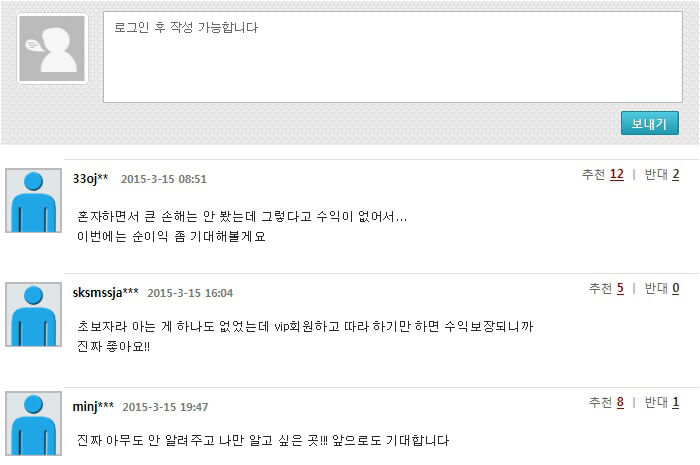 로그인 후 작성 가능합니다
보내기
33oj** 2015-3-15 08:51 추천 12 | 반대 2
혼자하면서 큰 손해는 안 봤는데 그렇다고 수익이 없어서...
이번에는 순이익 좀 기대해볼게요
sksmssja*** 2015-3-15 16:04 추천 5 | 반대 0
초보자라 아는 게 하나도 없었는데 vip회원하고 따라 하기만 하면 수익보장되니까
진짜 좋아요!!
minj*** 2015-3-15 19:47 추천 8 | 반대 1
진짜 아무도 안 알려주고 나만 알고 싶은 곳!!! 앞으로도 기대합니다